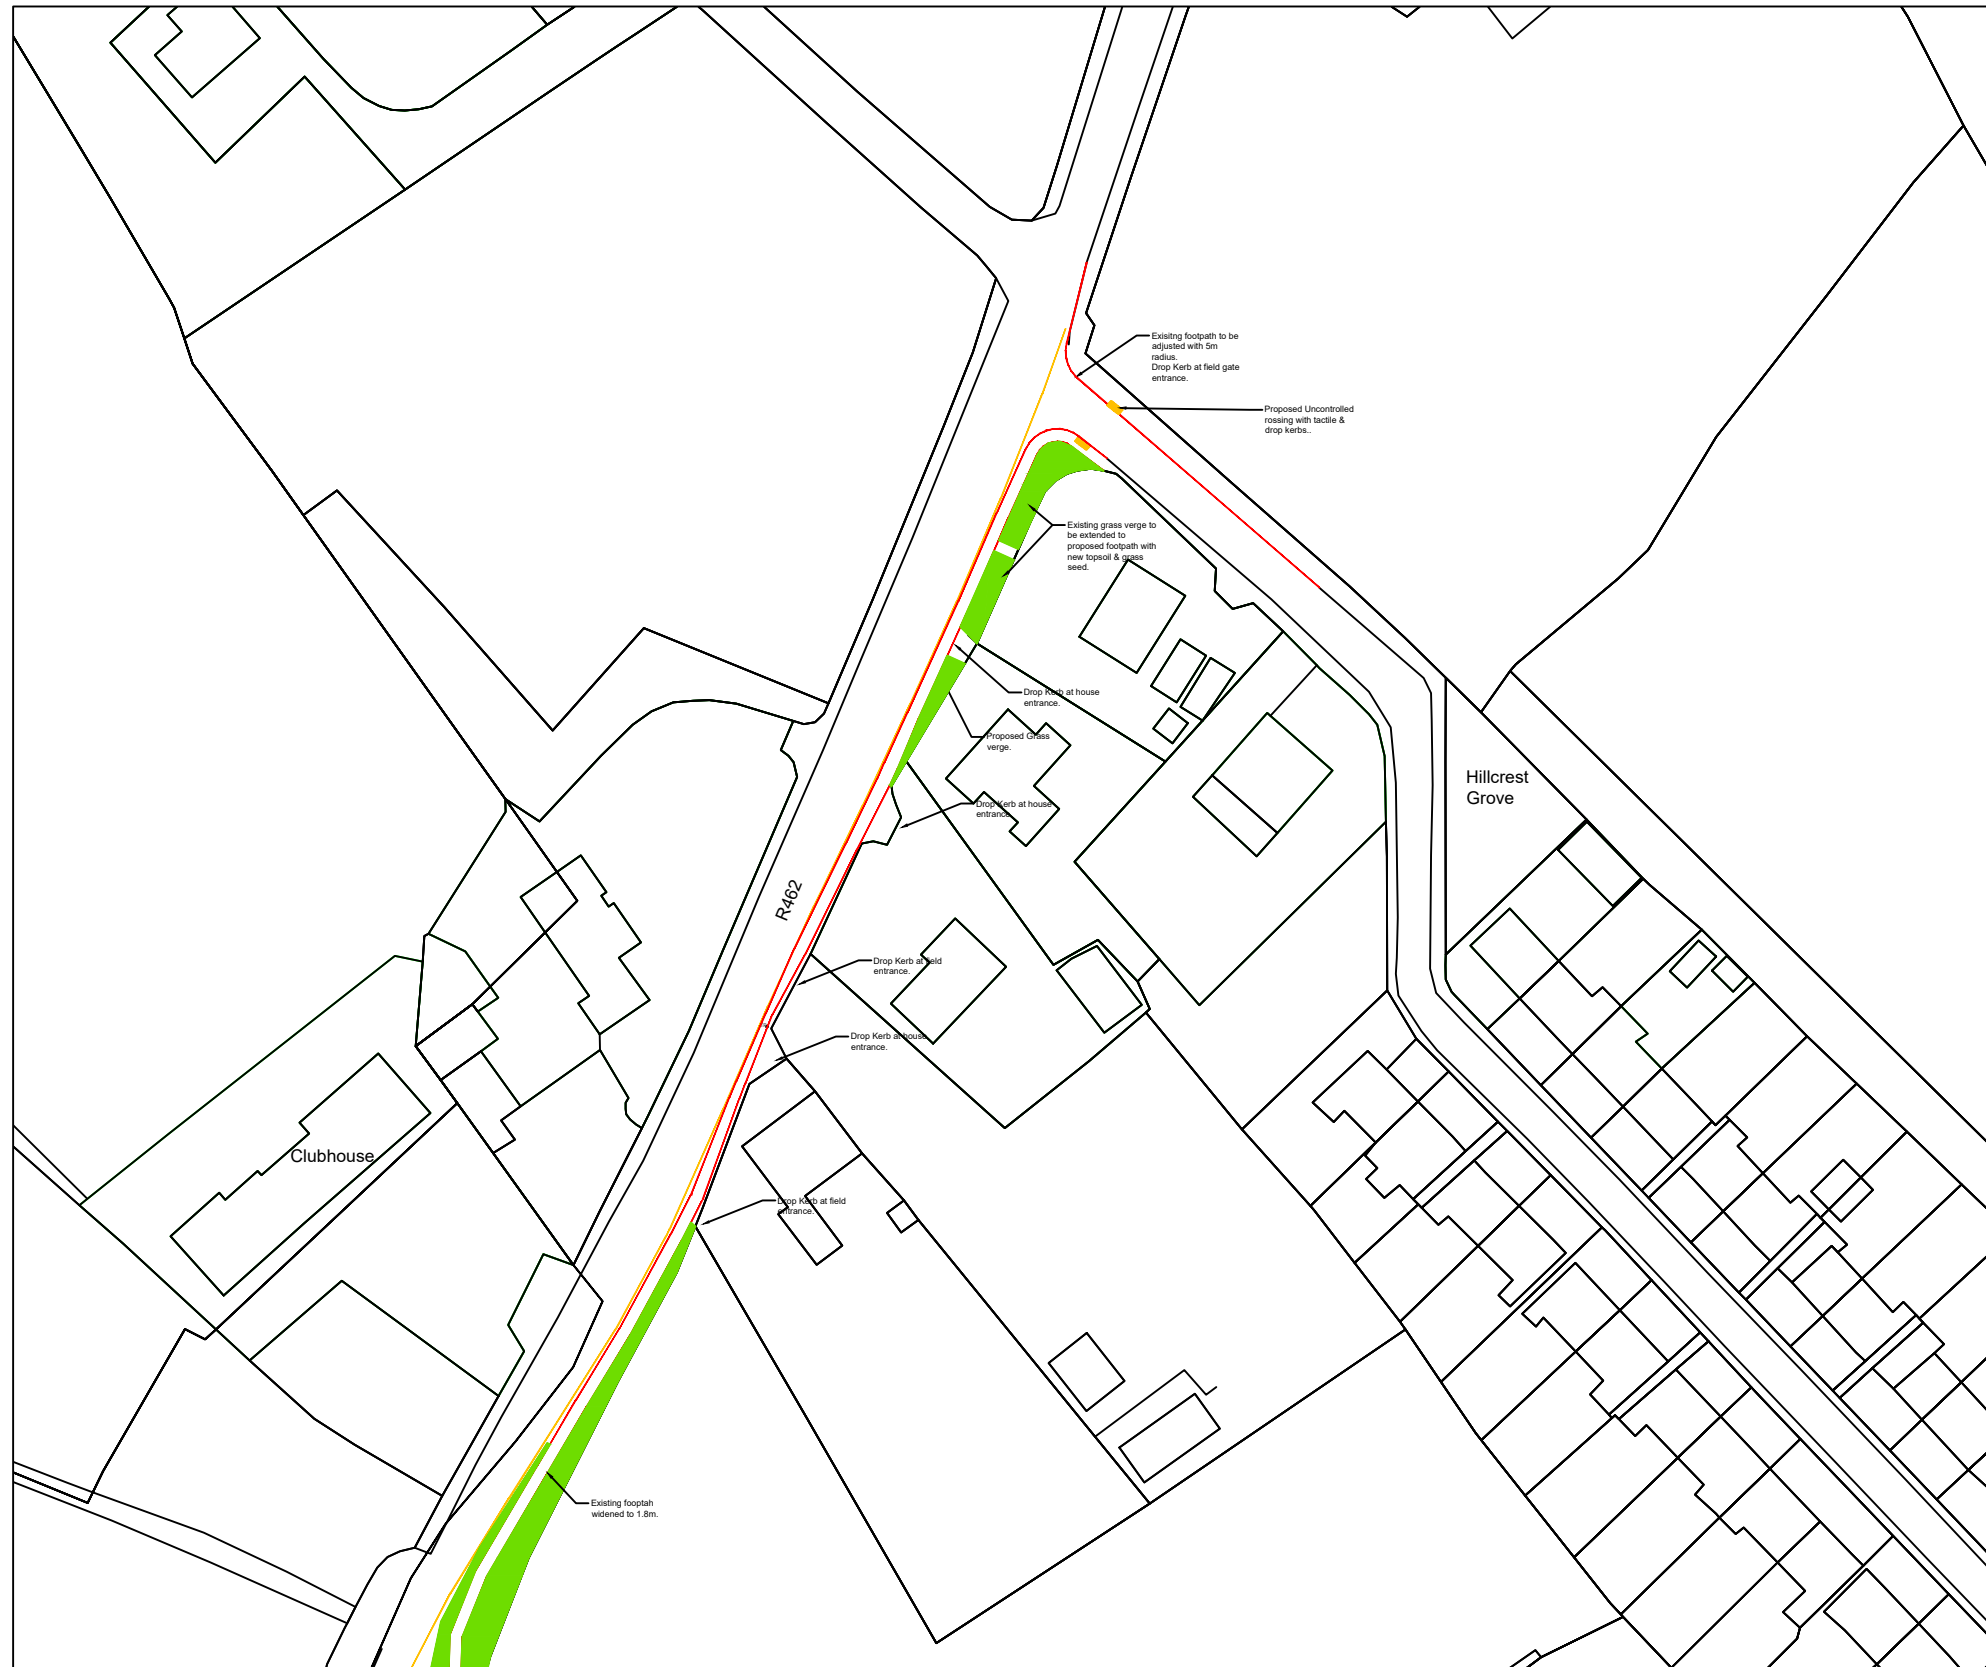 Exisitng footpath to be
adjusted with 5m
radius.
Drop Kerb at field gate
entrance.
Proposed Uncontrolled
rossing with tactile &
drop kerbs..
Existing grass verge to
be extended to
proposed footpath with
new topsoil & grass
seed.
Drop Kerb at house
entrance.
Proposed Grass
verge.
Hillcrest
Grove
Drop Kerb at house
entrance.
R462
Drop Kerb at field
entrance.
Drop Kerb at house
entrance.
Clubhouse
Drop Kerb at field
entrance.
Existing fooptah
widened to 1.8m.